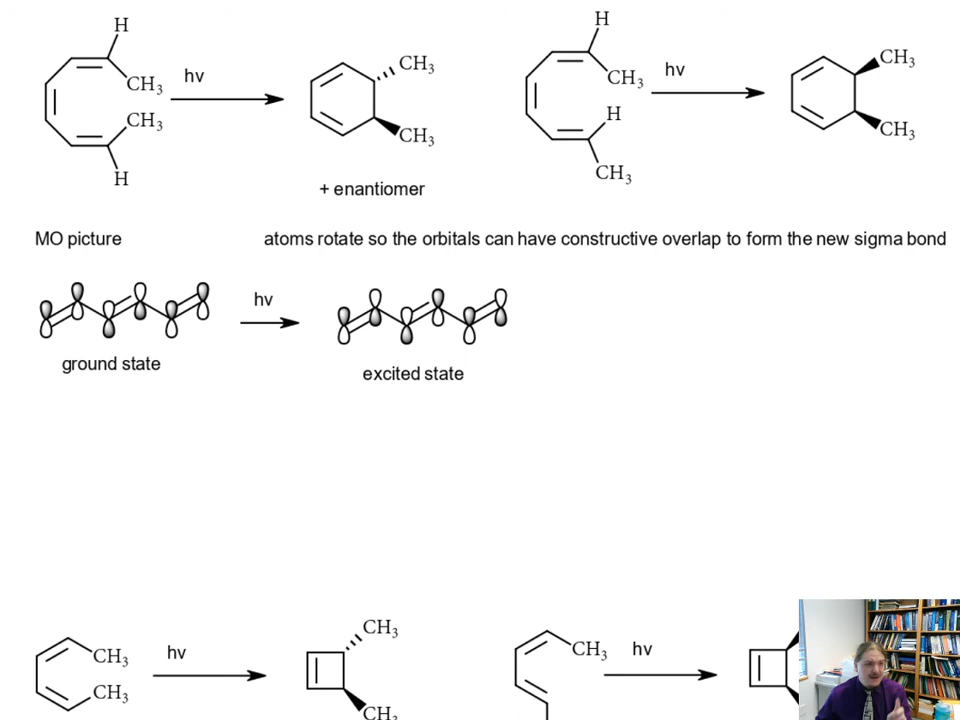 H
CH₃
CH₃
H
hv
CH₃
CH₃
+ enantiomer
H
CH₃
H
CH₃
hv
CH₃
CH₃
MO picture
atoms rotate so the orbitals can have constructive overlap to form the new sigma bond
hv
ground state
excited state
CH₃
CH₃
hv
CH₃
CH₃
CH₃
hv